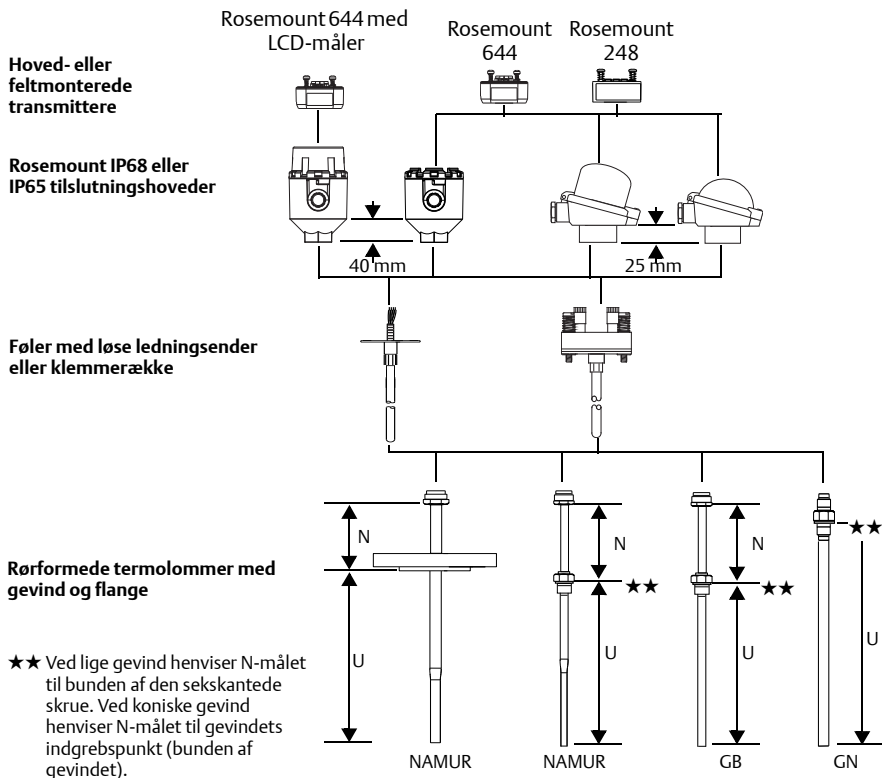 Rosemount 644 med
LCD-måler
Rosemount
644
Rosemount
248
Hoved- eller
feltmonterede
transmittere
Rosemount IP68 eller
IP65 tilslutningshoveder
40 mm
25 mm
Føler med løse ledningsender
eller klemmerække
N
N
N
★★
★★
★★
Rørformede termolommer med
gevind og flange
U
U
U
U
★★ Ved lige gevind henviser N-målet
til bunden af den sekskantede
skrue. Ved koniske gevind
henviser N-målet til gevindets
indgrebspunkt (bunden af
gevindet).
NAMUR
NAMUR
GB
GN